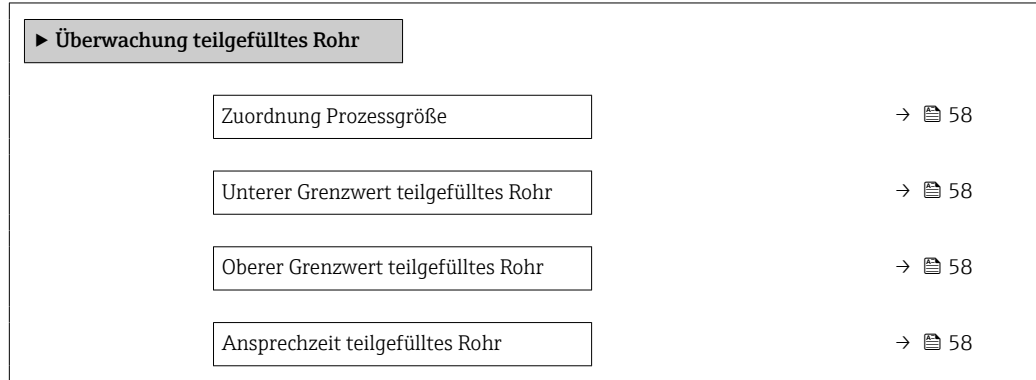 ► Überwachung teilgefülltes Rohr
Zuordnung Prozessgröße → 58
Unterer Grenzwert teilgefülltes Rohr → 58
Oberer Grenzwert teilgefülltes Rohr → 58
Ansprechzeit teilgefülltes Rohr → 58